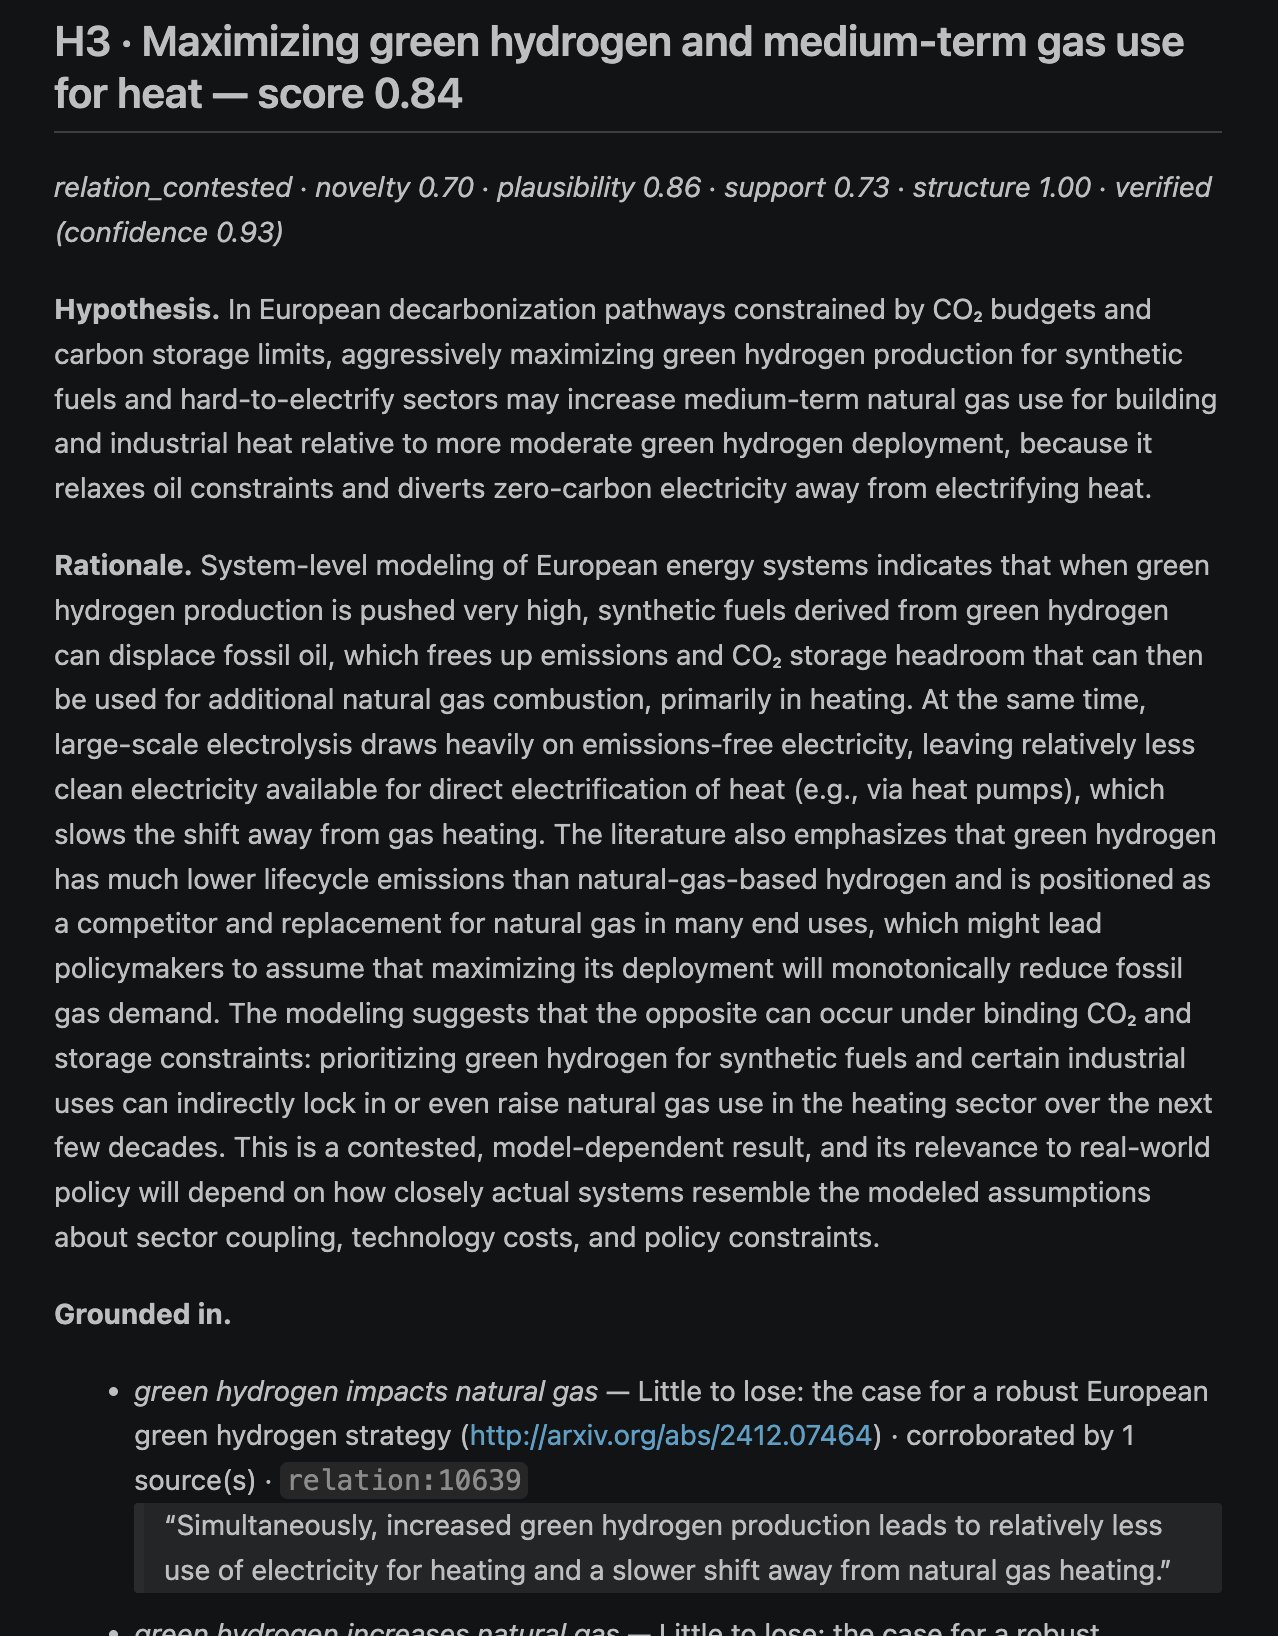 H3 · Maximizing green hydrogen and medium-term gas use
for heat — score 0.84
relation_contested · novelty 0.70 · plausibility 0.86 · support 0.73 · structure 1.00 · verified
(confidence 0.93)
Hypothesis. In European decarbonization pathways constrained by CO₂ budgets and
carbon storage limits, aggressively maximizing green hydrogen production for synthetic
fuels and hard-to-electrify sectors may increase medium-term natural gas use for building
and industrial heat relative to more moderate green hydrogen deployment, because it
relaxes oil constraints and diverts zero-carbon electricity away from electrifying heat.
Rationale. System-level modeling of European energy systems indicates that when green
hydrogen production is pushed very high, synthetic fuels derived from green hydrogen
can displace fossil oil, which frees up emissions and CO₂ storage headroom that can then
be used for additional natural gas combustion, primarily in heating. At the same time,
large-scale electrolysis draws heavily on emissions-free electricity, leaving relatively less
clean electricity available for direct electrification of heat (e.g., via heat pumps), which
slows the shift away from gas heating. The literature also emphasizes that green hydrogen
has much lower lifecycle emissions than natural-gas-based hydrogen and is positioned as
a competitor and replacement for natural gas in many end uses, which might lead
policymakers to assume that maximizing its deployment will monotonically reduce fossil
gas demand. The modeling suggests that the opposite can occur under binding CO₂ and
storage constraints: prioritizing green hydrogen for synthetic fuels and certain industrial
uses can indirectly lock in or even raise natural gas use in the heating sector over the next
few decades. This is a contested, model-dependent result, and its relevance to real-world
policy will depend on how closely actual systems resemble the modeled assumptions
about sector coupling, technology costs, and policy constraints.
Grounded in.
• green hydrogen impacts natural gas — Little to lose: the case for a robust European
green hydrogen strategy (http://arxiv.org/abs/2412.07464) · corroborated by 1
source(s) · relation:10639
“Simultaneously, increased green hydrogen production leads to relatively less
use of electricity for heating and a slower shift away from natural gas heating.”
• green hydrogen increases natural gas — Little to lose: the case for a robust